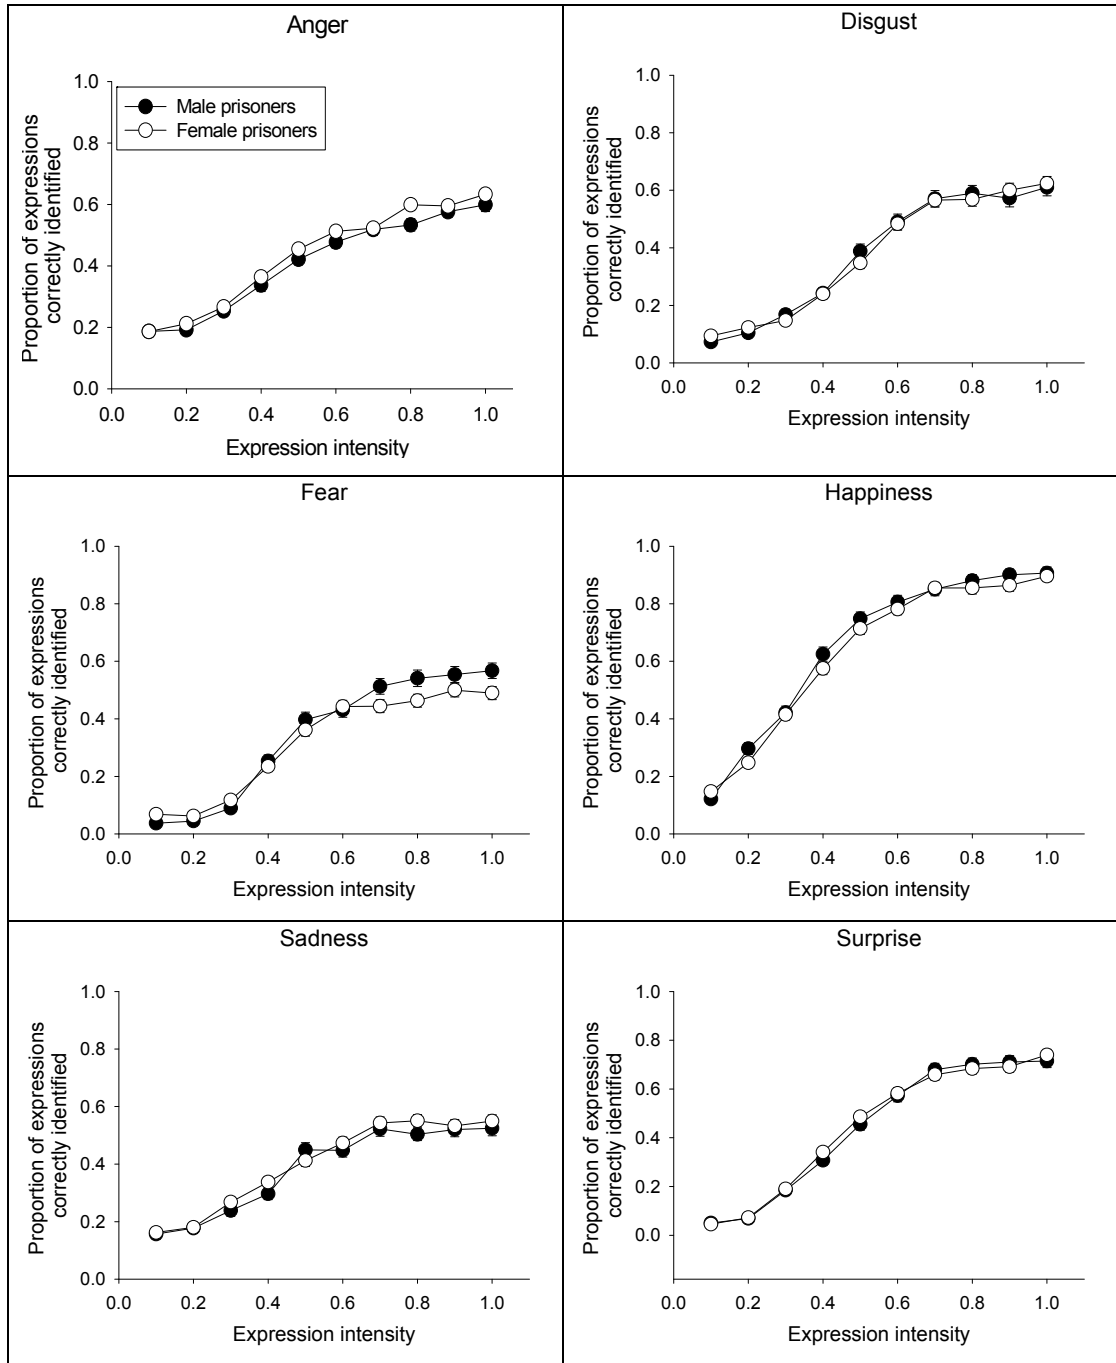 Anger
1.0
0.8
0.6
0.4
0.2
0.0
Male prisoners
Female prisoners
Proportion of expressions
correctly identified
0.0 0.2 0.4 0.6 0.8 1.0
Expression intensity
Disgust
1.0
0.8
0.6
0.4
0.2
0.0
Proportion of expressions
correctly identified
0.0 0.2 0.4 0.6 0.8 1.0
Expression intensity
Fear
1.0
0.8
0.6
0.4
0.2
0.0
Proportion of expressions
correctly identified
0.0 0.2 0.4 0.6 0.8 1.0
Expression intensity
Happiness
1.0
0.8
0.6
0.4
0.2
0.0
Proportion of expressions
correctly identified
0.0 0.2 0.4 0.6 0.8 1.0
Expression intensity
Sadness
1.0
0.8
0.6
0.4
0.2
0.0
Proportion of expressions
correctly identified
0.0 0.2 0.4 0.6 0.8 1.0
Expression intensity
Surprise
1.0
0.8
0.6
0.4
0.2
0.0
Proportion of expressions
correctly identified
0.0 0.2 0.4 0.6 0.8 1.0
Expression intensity